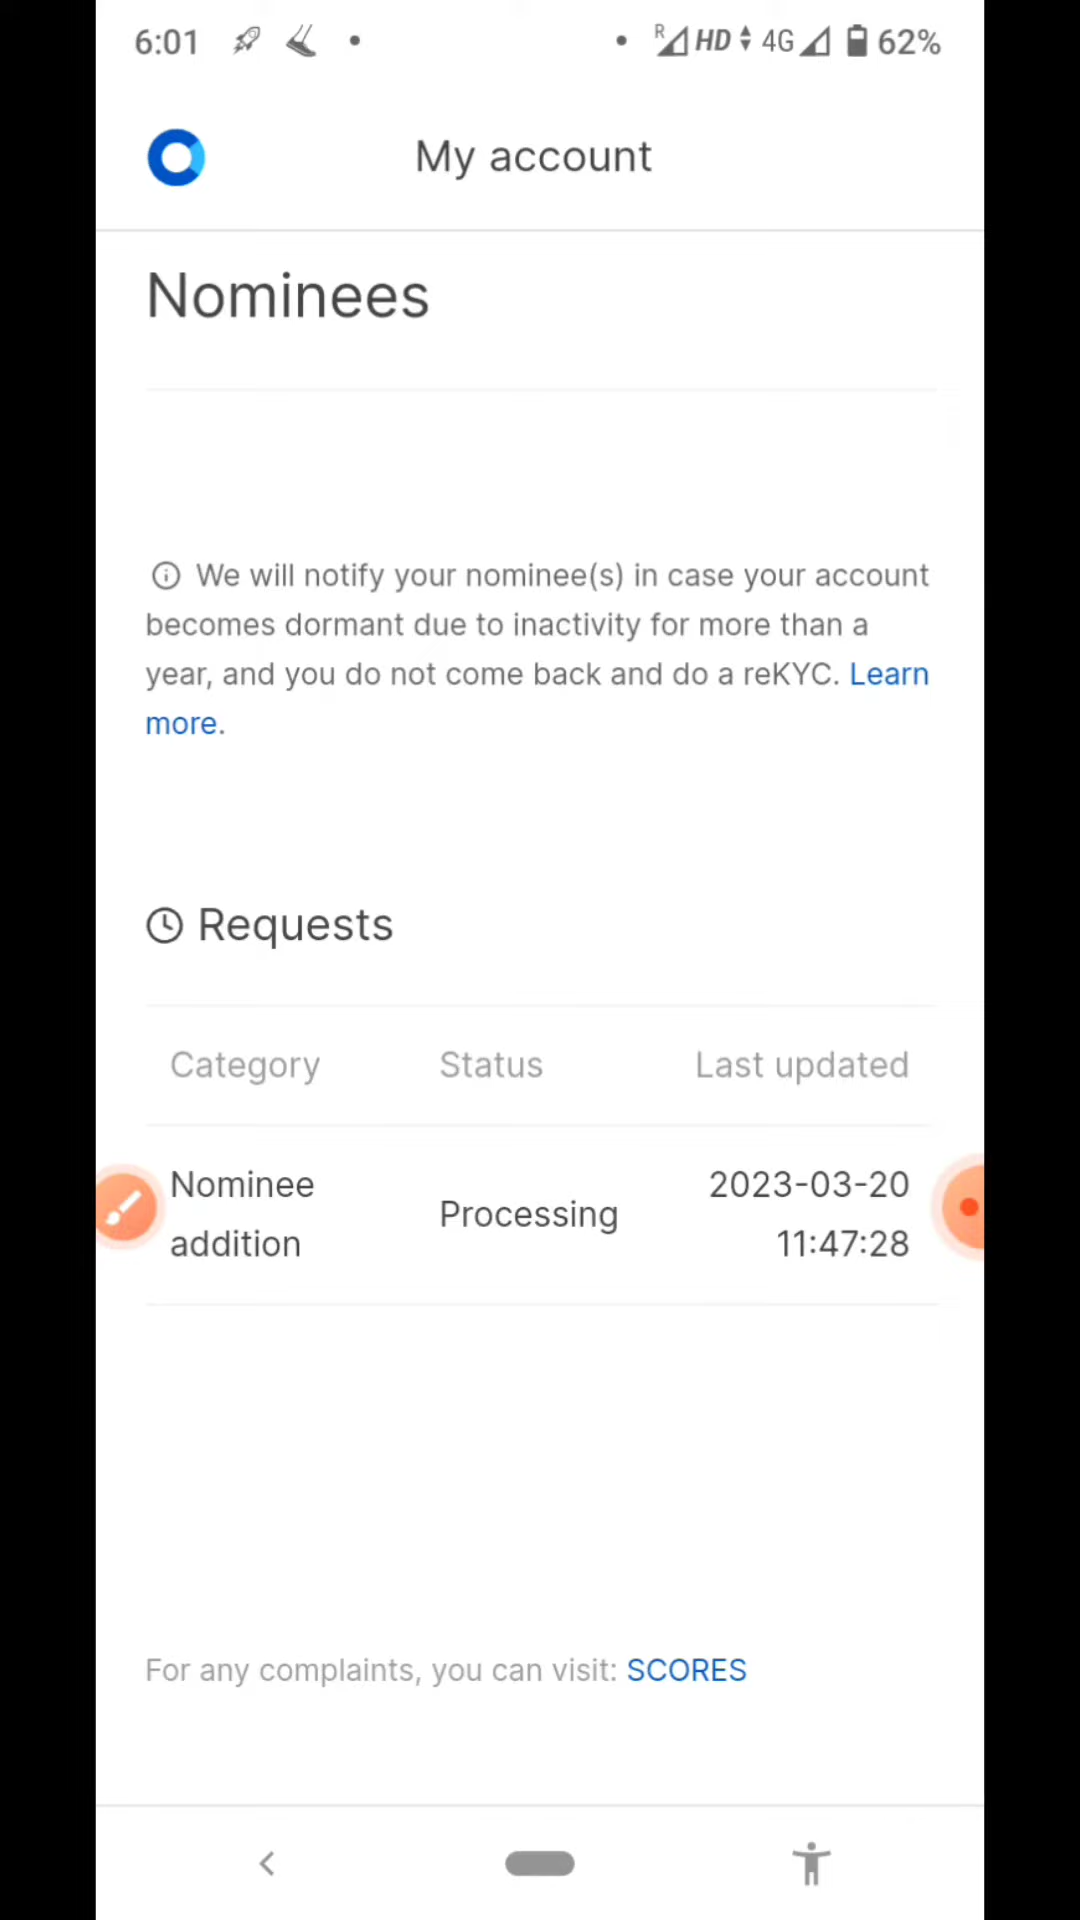 6:01 R HD 4G 62%
My account
Nominees
We will notify your nominee(s) in case your account
becomes dormant due to inactivity for more than a
year, and you do not come back and do a reKYC. Learn
more.
Requests
Category Status Last updated
Nominee addition Processing 2023-03-20 11:47:28
For any complaints, you can visit: SCORES